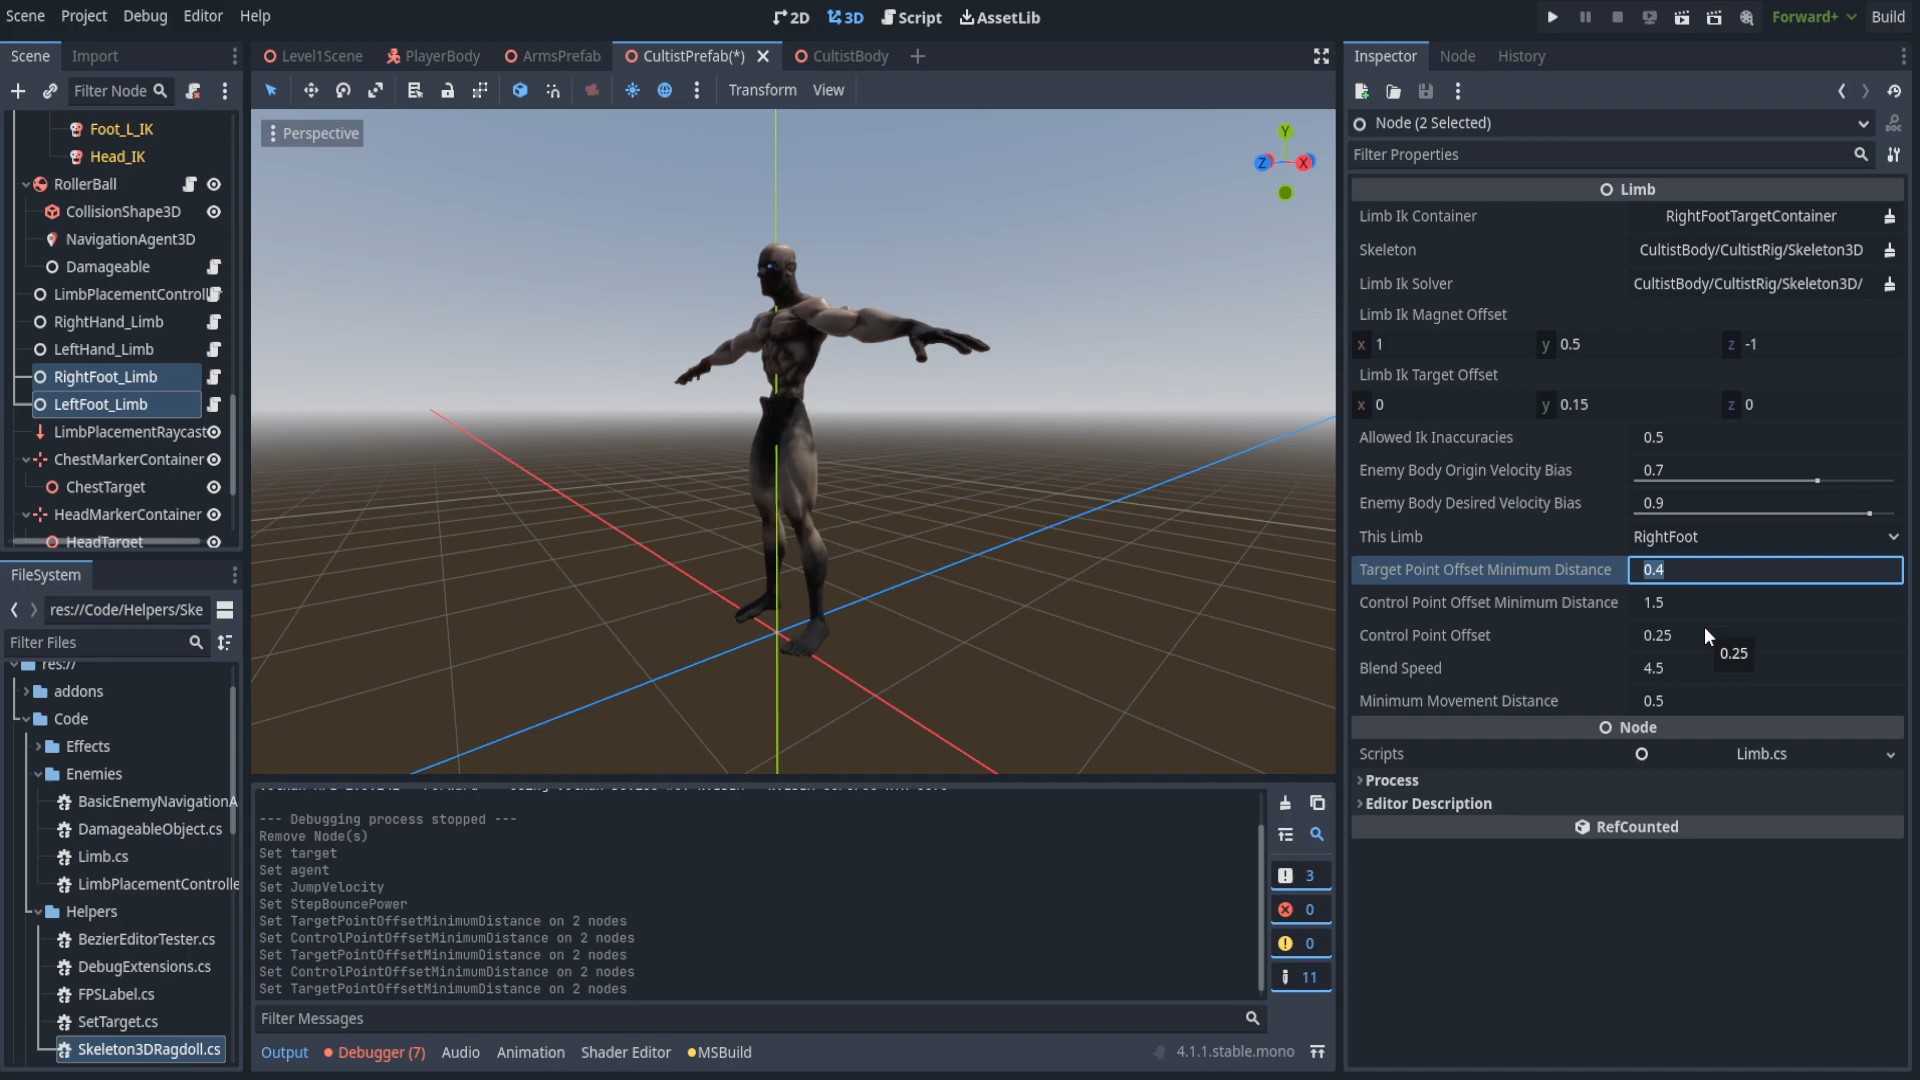 Scene Project Debug Editor Help
2D 3D Script AssetLib
Forward+ Build
Scene Import
Filter Node
Foot_L_IK
Head_IK
RollerBall
CollisionShape3D
NavigationAgent3D
Damageable
LimbPlacementControll
RightHand_Limb
LeftHand_Limb
RightFoot_Limb
LeftFoot_Limb
LimbPlacementRaycast
ChestMarkerContainer
ChestTarget
HeadMarkerContainer
HeadTarget
FileSystem
res://Code/Helpers/Ske
Filter Files
res://
addons
Code
Effects
Enemies
BasicEnemyNavigationA
DamageableObject.cs
Limb.cs
LimbPlacementControlle
Helpers
BezierEditorTester.cs
DebugExtensions.cs
FPSLabel.cs
SetTarget.cs
Skeleton3DRagdoll.cs
Level1Scene PlayerBody ArmsPrefab CultistPrefab(*) CultistBody
Transform View
Perspective
Y
Z X
--- Debugging process stopped ---
Remove Node(s)
Set target
Set agent
Set JumpVelocity
Set StepBouncePower
Set TargetPointOffsetMinimumDistance on 2 nodes
Set ControlPointOffsetMinimumDistance on 2 nodes
Set TargetPointOffsetMinimumDistance on 2 nodes
Set ControlPointOffsetMinimumDistance on 2 nodes
Set TargetPointOffsetMinimumDistance on 2 nodes
3
0
0
11
Filter Messages
Output Debugger (7) Audio Animation Shader Editor MSBuild
4.1.1.stable.mono
Inspector Node History
Node (2 Selected)
DOC
Filter Properties
Limb
Limb Ik Container RightFootTargetContainer
Skeleton CultistBody/CultistRig/Skeleton3D
Limb Ik Solver CultistBody/CultistRig/Skeleton3D/
Limb Ik Magnet Offset
x 1 y 0.5 z -1
Limb Ik Target Offset
x 0 y 0.15 z 0
Allowed Ik Inaccuracies 0.5
Enemy Body Origin Velocity Bias 0.7
Enemy Body Desired Velocity Bias 0.9
This Limb RightFoot
Target Point Offset Minimum Distance 0.4
Control Point Offset Minimum Distance 1.5
Control Point Offset 0.25
0.25
Blend Speed 4.5
Minimum Movement Distance 0.5
Node
Scripts Limb.cs
Process
Editor Description
RefCounted